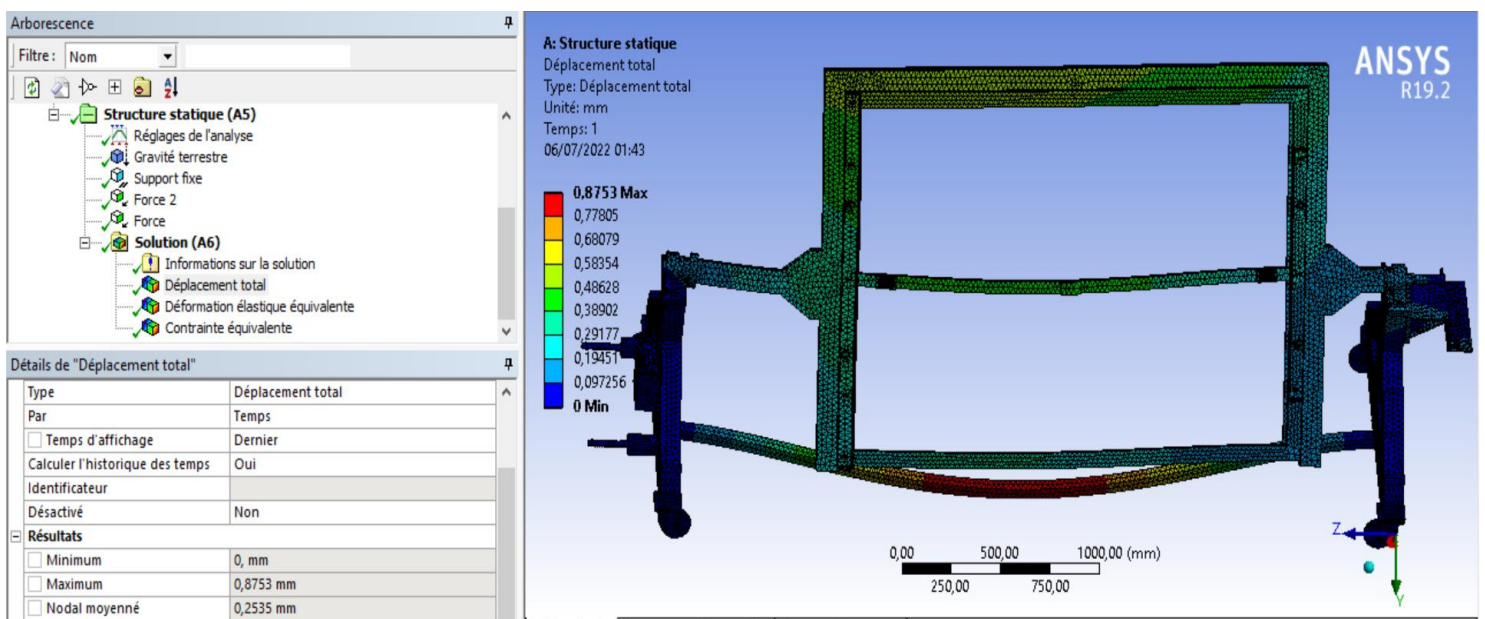 Arborescence
Filtre : Nom
Structure statique (A5)
Réglages de l'analyse
Gravité terrestre
Support fixe
Force 2
Force
Solution (A6)
Informations sur la solution
Déplacement total
Déformation élastique équivalente
Contrainte équivalente
Détails de "Déplacement total"
Type Déplacement total
Par Temps
Temps d'affichage Dernier
Calculer l'historique des temps Oui
Identificateur
Désactivé Non
Résultats
Minimum 0, mm
Maximum 0,8753 mm
Nodal moyenné 0,2535 mm
A: Structure statique
Déplacement total
Type: Déplacement total
Unité: mm
Temps: 1
06/07/2022 01:43
0,8753 Max
0,77805
0,68079
0,58354
0,48628
0,38902
0,29177
0,19451
0,097256
0 Min
ANSYS
R19.2
0,00 500,00 1000,00 (mm)
250,00 750,00
Z
Y